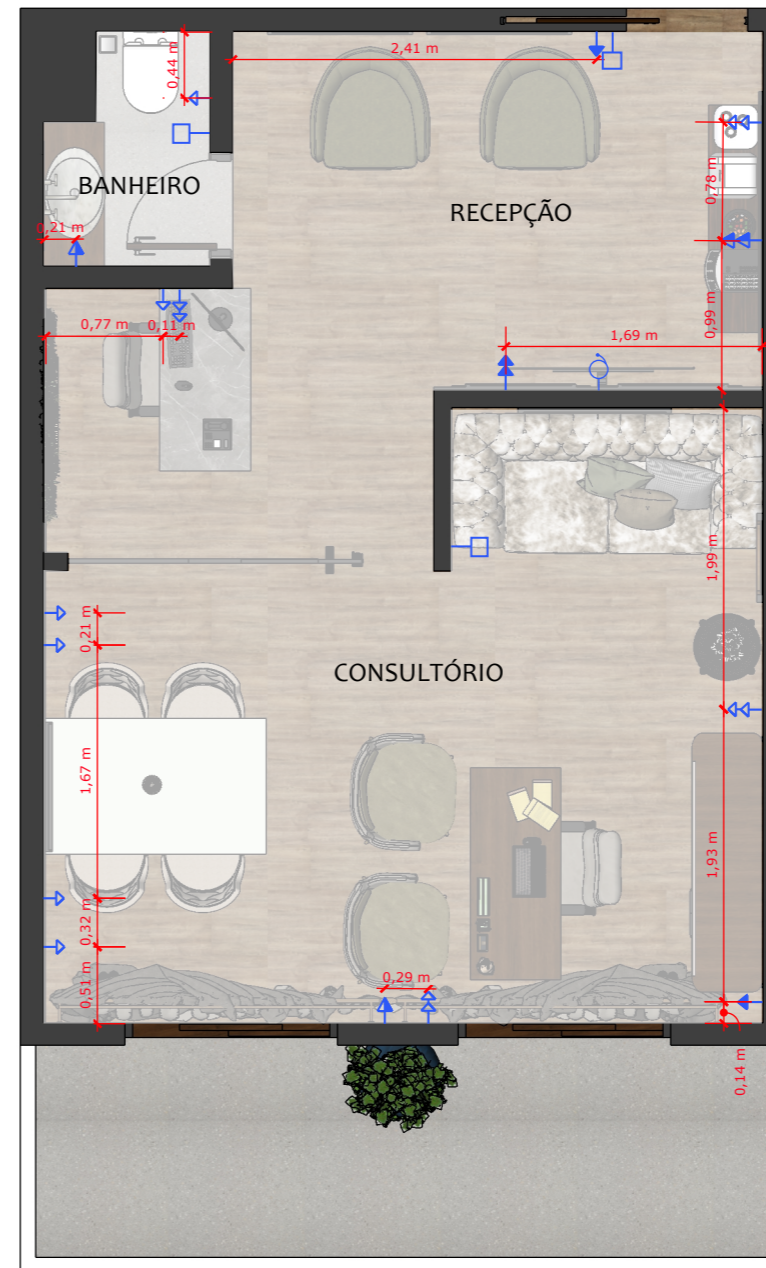 0,44 m
2,41 m
BANHEIRO
0,78 m
RECEPÇÃO
0,21 m
0,77 m
0,11 m
0,99 m
1,69 m
1,99 m
0,21 m
CONSULTÓRIO
1,67 m
1,93 m
0,32 m
0,51 m
0,29 m
0,14 m